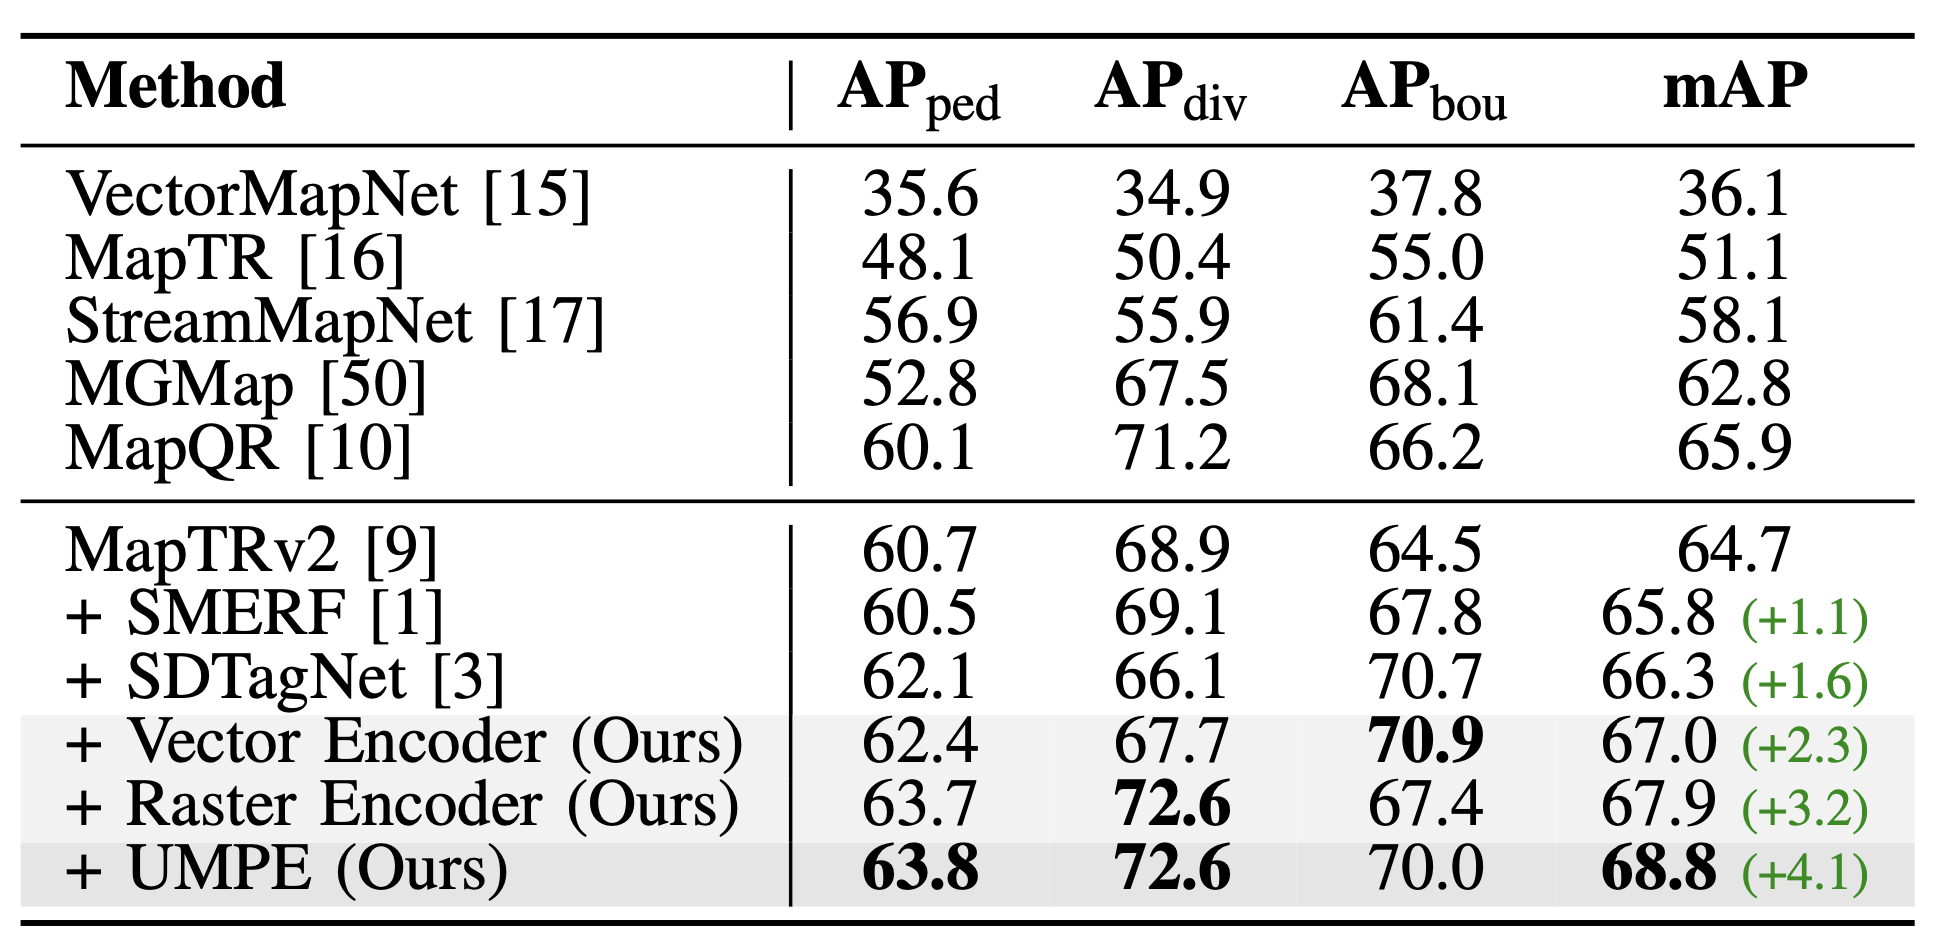 Method APped APdiv APbou mAP
VectorMapNet [15] 35.6 34.9 37.8 36.1
MapTR [16] 48.1 50.4 55.0 51.1
StreamMapNet [17] 56.9 55.9 61.4 58.1
MGMap [50] 52.8 67.5 68.1 62.8
MapQR [10] 60.1 71.2 66.2 65.9
MapTRv2 [9] 60.7 68.9 64.5 64.7
+ SMERF [1] 60.5 69.1 67.8 65.8 (+1.1)
+ SDTagNet [3] 62.1 66.1 70.7 66.3 (+1.6)
+ Vector Encoder (Ours) 62.4 67.7 70.9 67.0 (+2.3)
+ Raster Encoder (Ours) 63.7 72.6 67.4 67.9 (+3.2)
+ UMPE (Ours) 63.8 72.6 70.0 68.8 (+4.1)